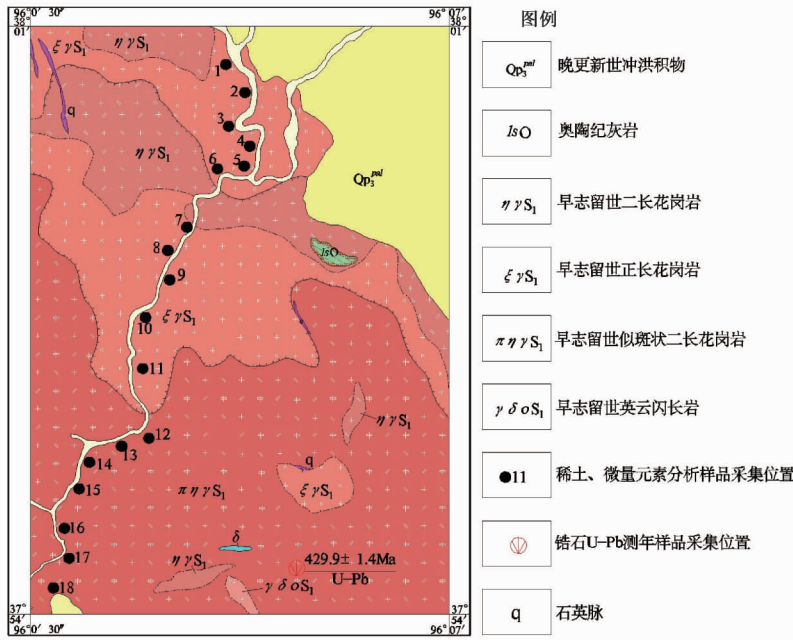 96°0′ 30″
96°07′
38°
01′
38°
01′
ξγS₁
ηγS₁
1
2
q
3
4
ηγS₁
6
5
Qp₃ᵖᵃˡ
7
8
lsO
9
10
ξγS₁
11
ηγS₁
12
13
14
q
15
πηγS₁
ξγS₁
16
δ
17
ηγS₁
429.9± 1.4Ma
U-Pb
18
γδoS₁
37°
54′
37°
54′
96°0′ 30″
96°07′
图例
Qp₃ᵖᵃˡ 晚更新世冲洪积物
lsO 奥陶纪灰岩
ηγS₁ 早志留世二长花岗岩
ξγS₁ 早志留世正长花岗岩
πηγS₁ 早志留世似斑状二长花岗岩
γδoS₁ 早志留世英云闪长岩
●11 稀土、微量元素分析样品采集位置
锆石U-Pb测年样品采集位置
q 石英脉